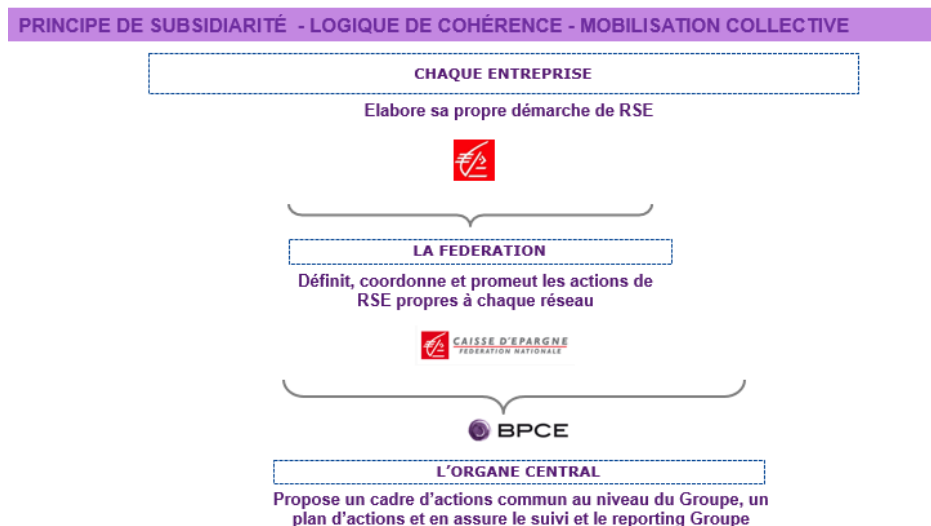 PRINCIPE DE SUBSIDIARITÉ - LOGIQUE DE COHÉRENCE - MOBILISATION COLLECTIVE
CHAQUE ENTREPRISE
Elabore sa propre démarche de RSE
LA FEDERATION
Définit, coordonne et promeut les actions de
RSE propres à chaque réseau
CAISSE D'EPARGNE
FEDERATION NATIONALE
BPCE
L'ORGANE CENTRAL
Propose un cadre d'actions commun au niveau du Groupe, un
plan d'actions et en assure le suivi et le reporting Groupe